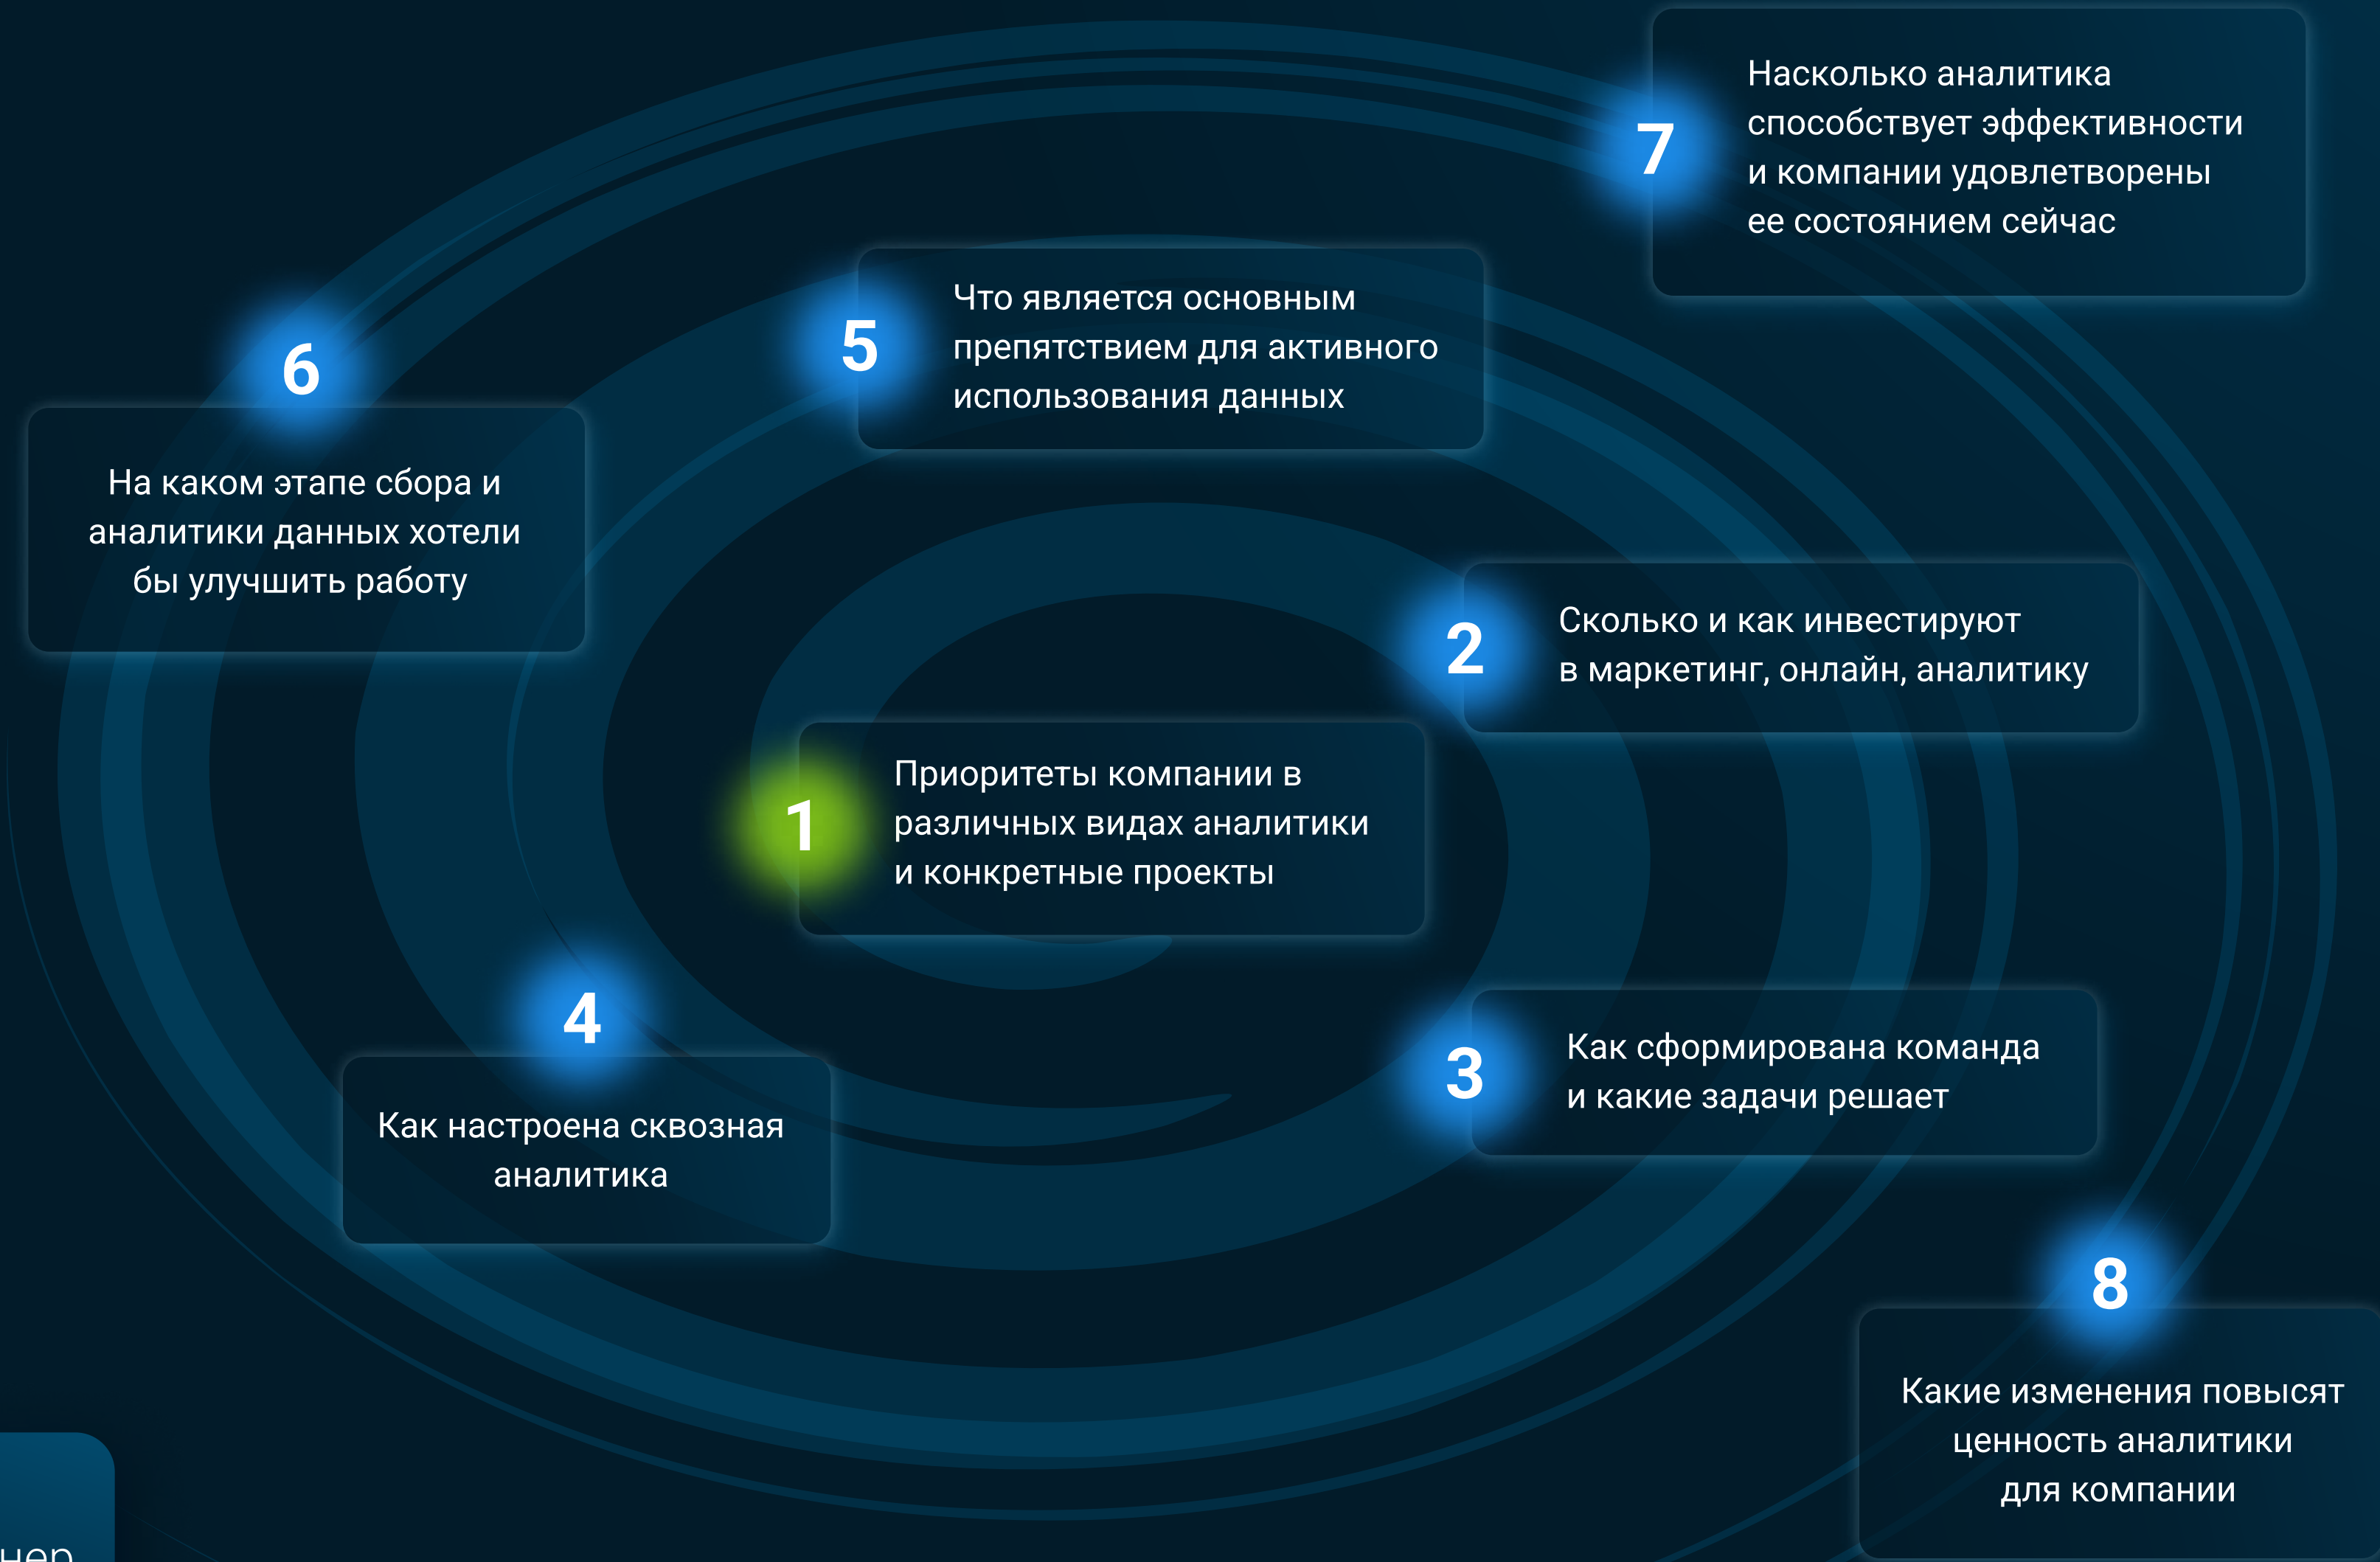 7
Насколько аналитика
способствует эффективности
и компании удовлетворены
ее состоянием сейчас
5
Что является основным
препятствием для активного
использования данных
6
На каком этапе сбора и
аналитики данных хотели
бы улучшить работу
2
Сколько и как инвестируют
в маркетинг, онлайн, аналитику
1
Приоритеты компании в
различных видах аналитики
и конкретные проекты
4
Как настроена сквозная
аналитика
3
Как сформирована команда
и какие задачи решает
8
Какие изменения повысят
ценность аналитики
для компании